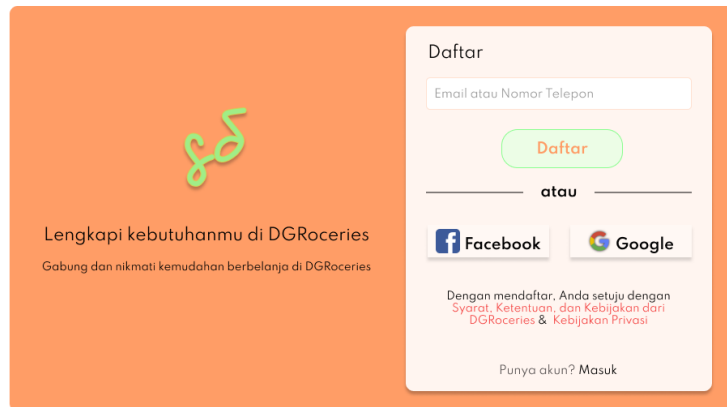 Lengkapi kebutuhanmu di DGRoceries
Gabung dan nikmati kemudahan berbelanja di DGRoceries
Daftar
Email atau Nomor Telepon
Daftar
atau
Facebook
Google
Dengan mendaftar, Anda setuju dengan
Syarat, Ketentuan, dan Kebijakan dari
DGRoceries & Kebijakan Privasi
Punya akun? Masuk